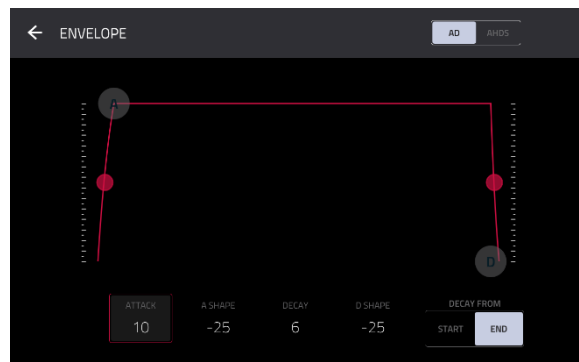 ENVELOPE
AD AHDS
A
D
ATTACK A SHAPE DECAY D SHAPE DECAY FROM
10 -25 6 -25 START END